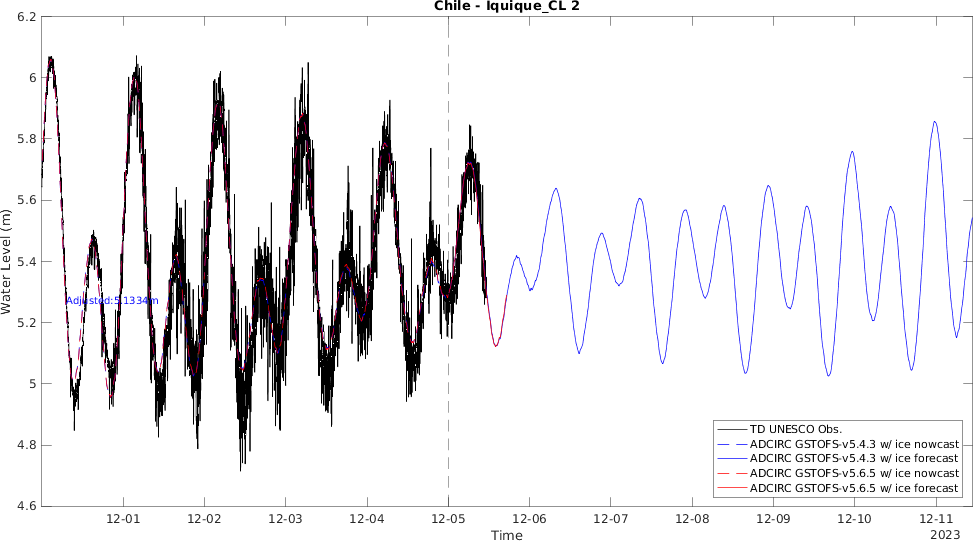 Chile - Iquique_CL 2
6.2
6
5.8
5.6
5.4
5.2
5
4.8
4.6
Water Level (m)
Adjusted:5.1334m
TD UNESCO Obs.
ADCIRC GSTOFS-v5.4.3 w/ ice nowcast
ADCIRC GSTOFS-v5.4.3 w/ ice forecast
ADCIRC GSTOFS-v5.6.5 w/ ice nowcast
ADCIRC GSTOFS-v5.6.5 w/ ice forecast
12-01 12-02 12-03 12-04 12-05 12-06 12-07 12-08 12-09 12-10 12-11
Time 2023